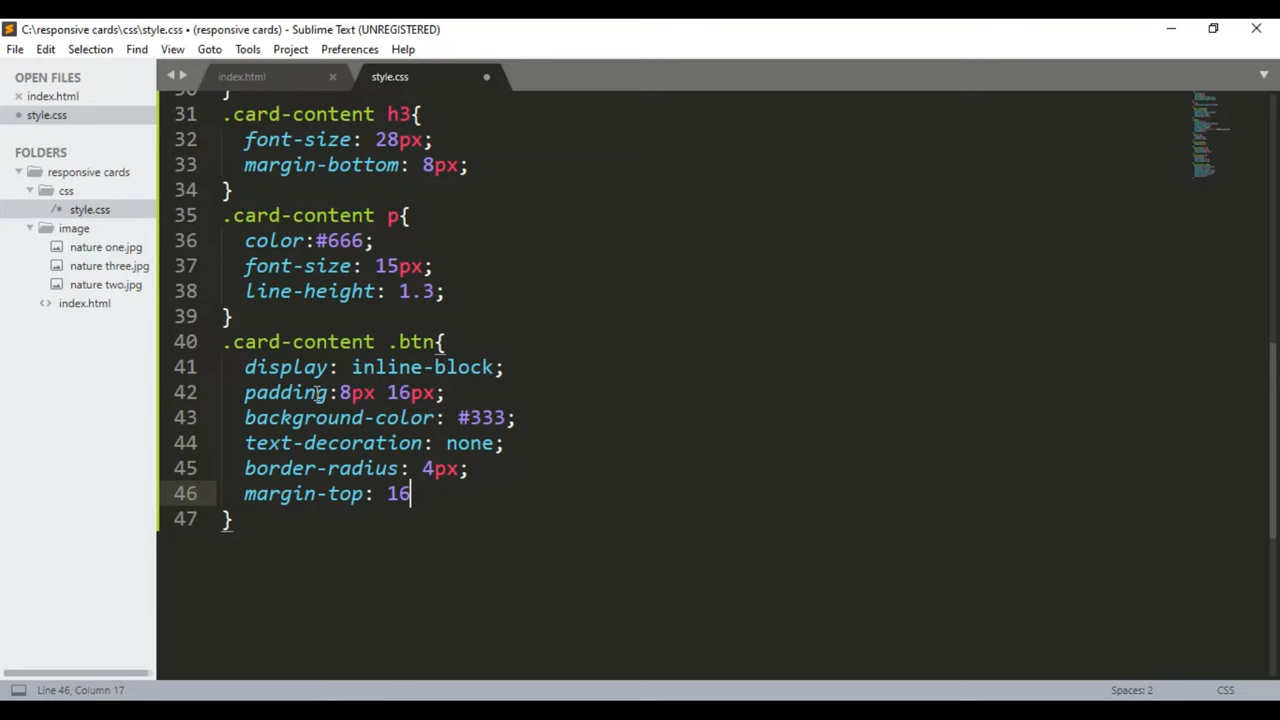 C:\responsive cards\css\style.css • (responsive cards) - Sublime Text (UNREGISTERED)
File Edit Selection Find View Goto Tools Project Preferences Help
OPEN FILES
index.html
style.css
FOLDERS
responsive cards
css
/* style.css
image
nature one.jpg
nature three.jpg
nature two.jpg
<> index.html
index.html
style.css
30 }
31 .card-content h3{
32 font-size: 28px;
33 margin-bottom: 8px;
34 }
35 .card-content p{
36 color:#666;
37 font-size: 15px;
38 line-height: 1.3;
39 }
40 .card-content .btn{
41 display: inline-block;
42 padding:8px 16px;
43 background-color: #333;
44 text-decoration: none;
45 border-radius: 4px;
46 margin-top: 16
47 }
Line 46, Column 17
Spaces: 2
CSS